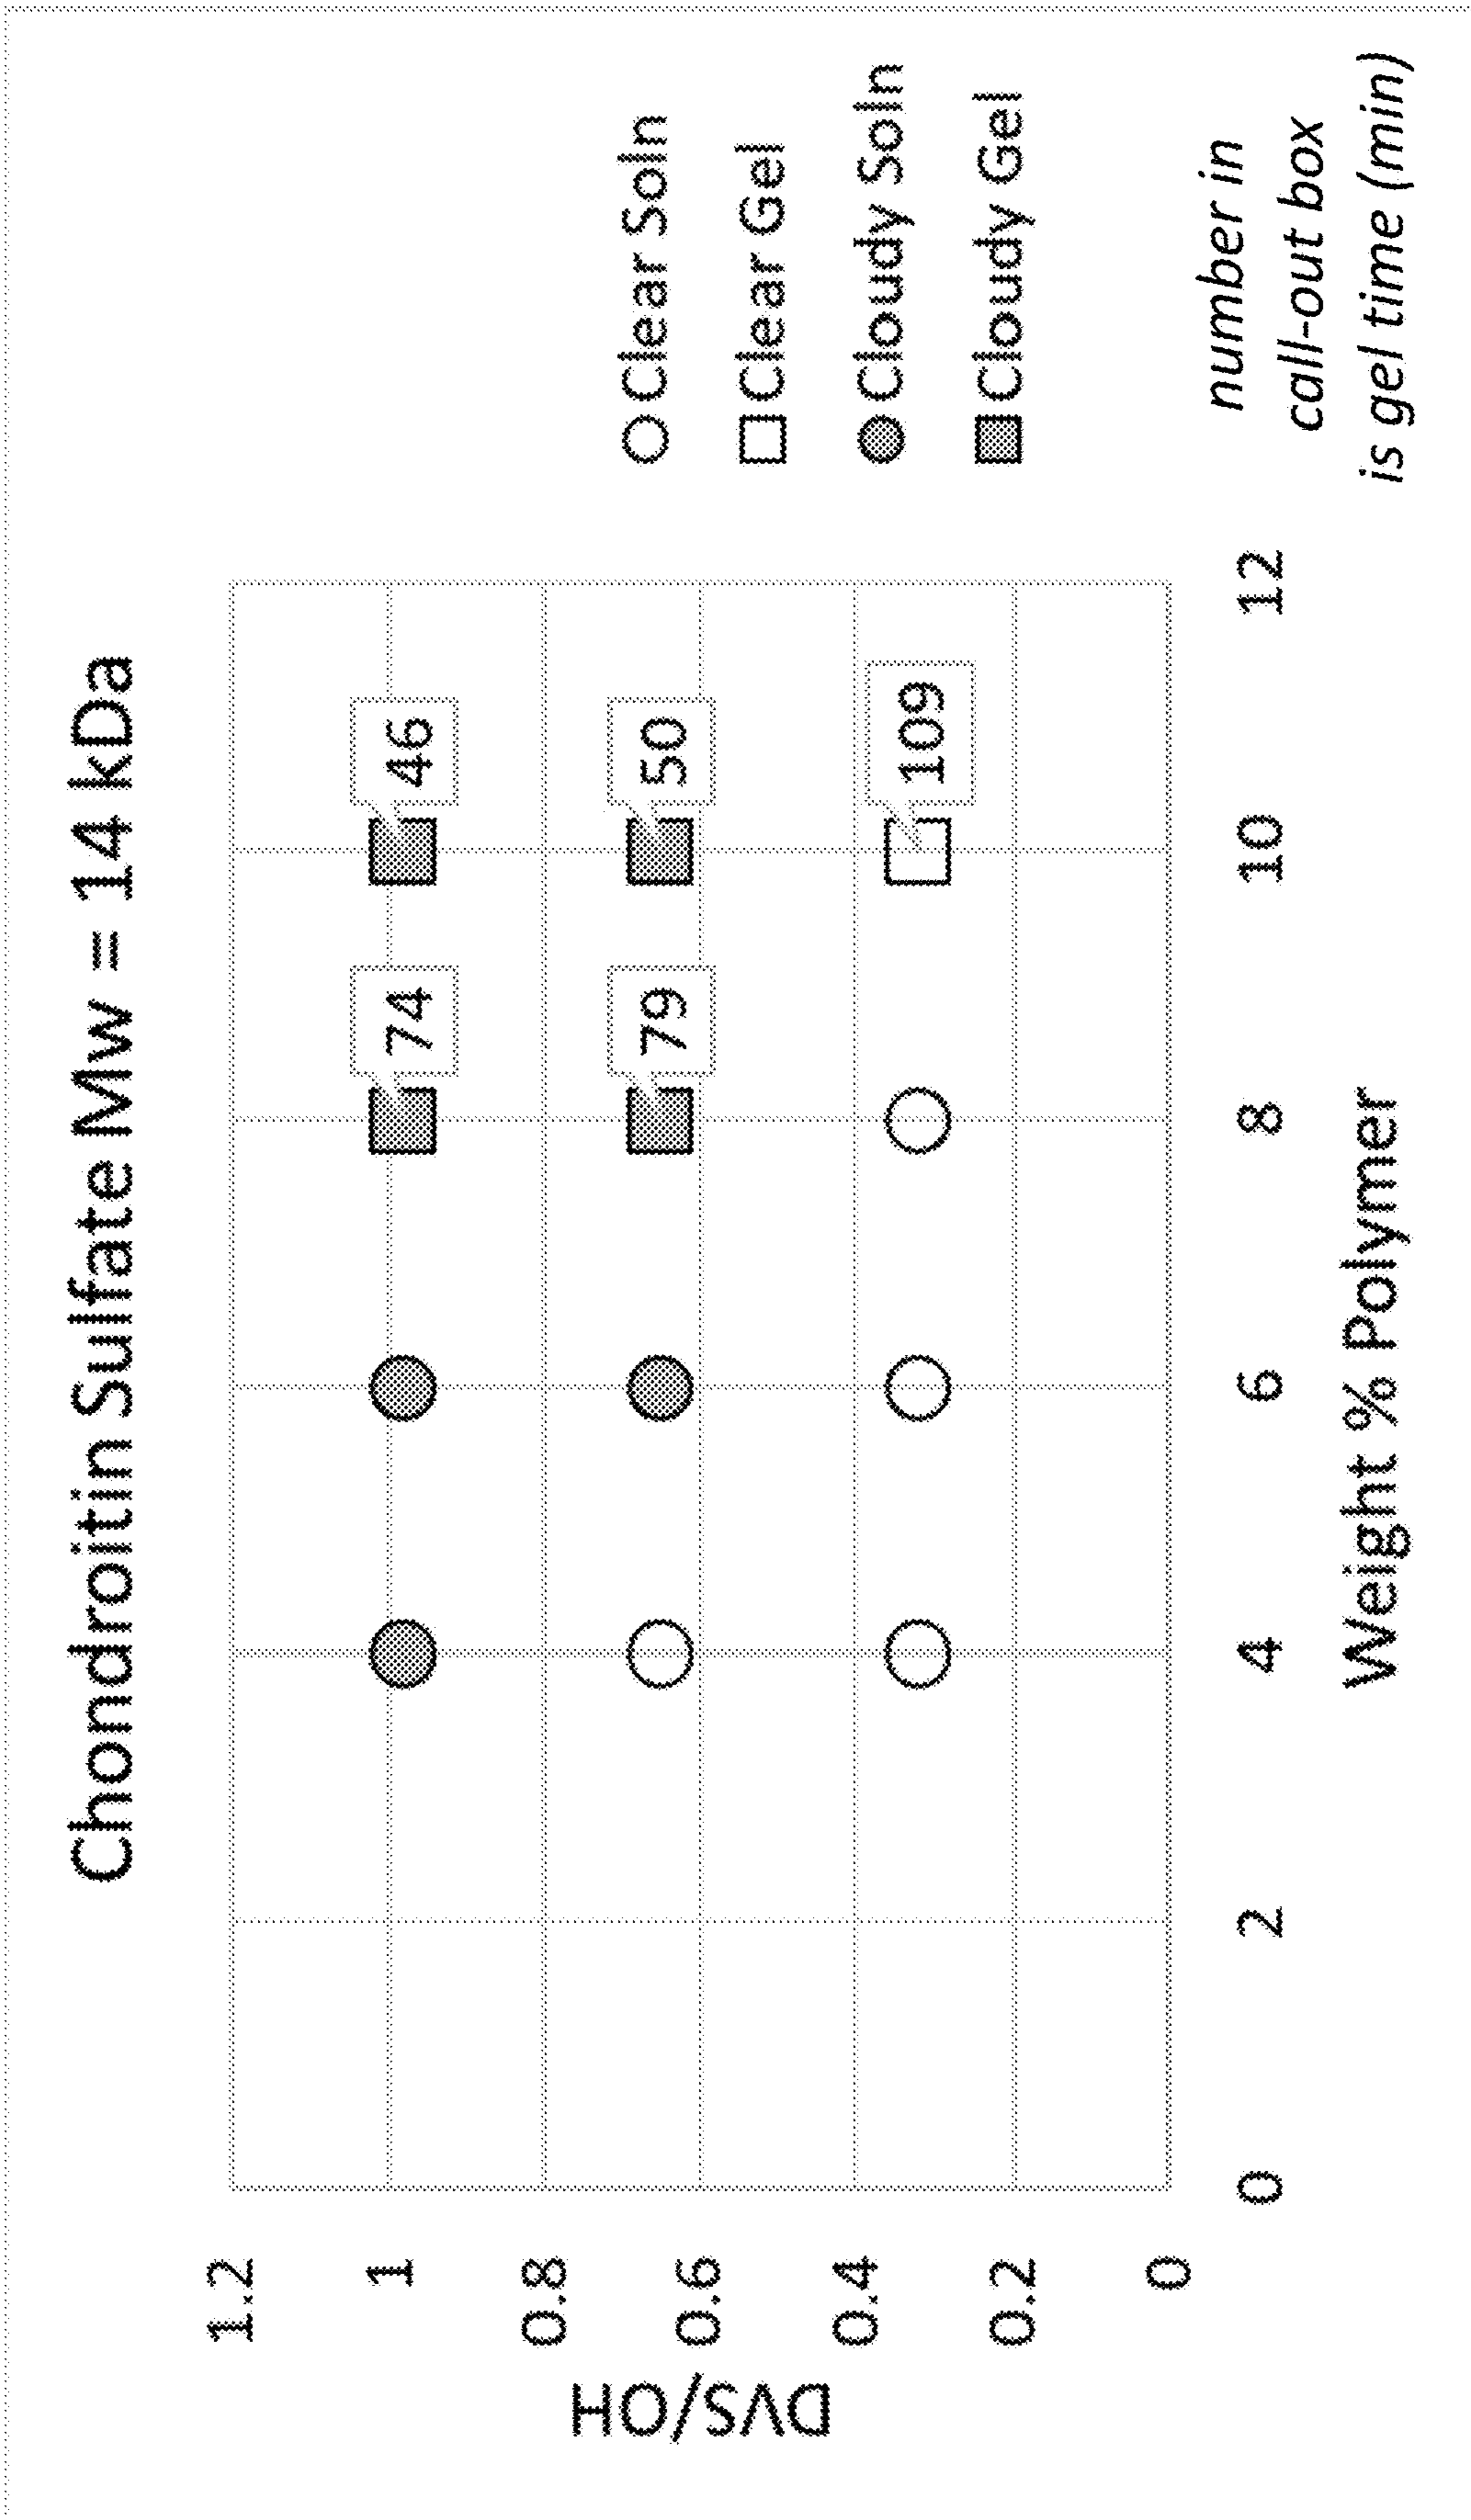 Chondroitin Sulfate Mw = 14 kDa
DVS/OH
1.2
1
0.8
0.6
0.4
0.2
0
74
46
79
50
109
0 2 4 6 8 10 12
Weight % Polymer
Clear Soln
Clear Gel
Cloudy Soln
Cloudy Gel
number in
call-out box
is gel time (min)